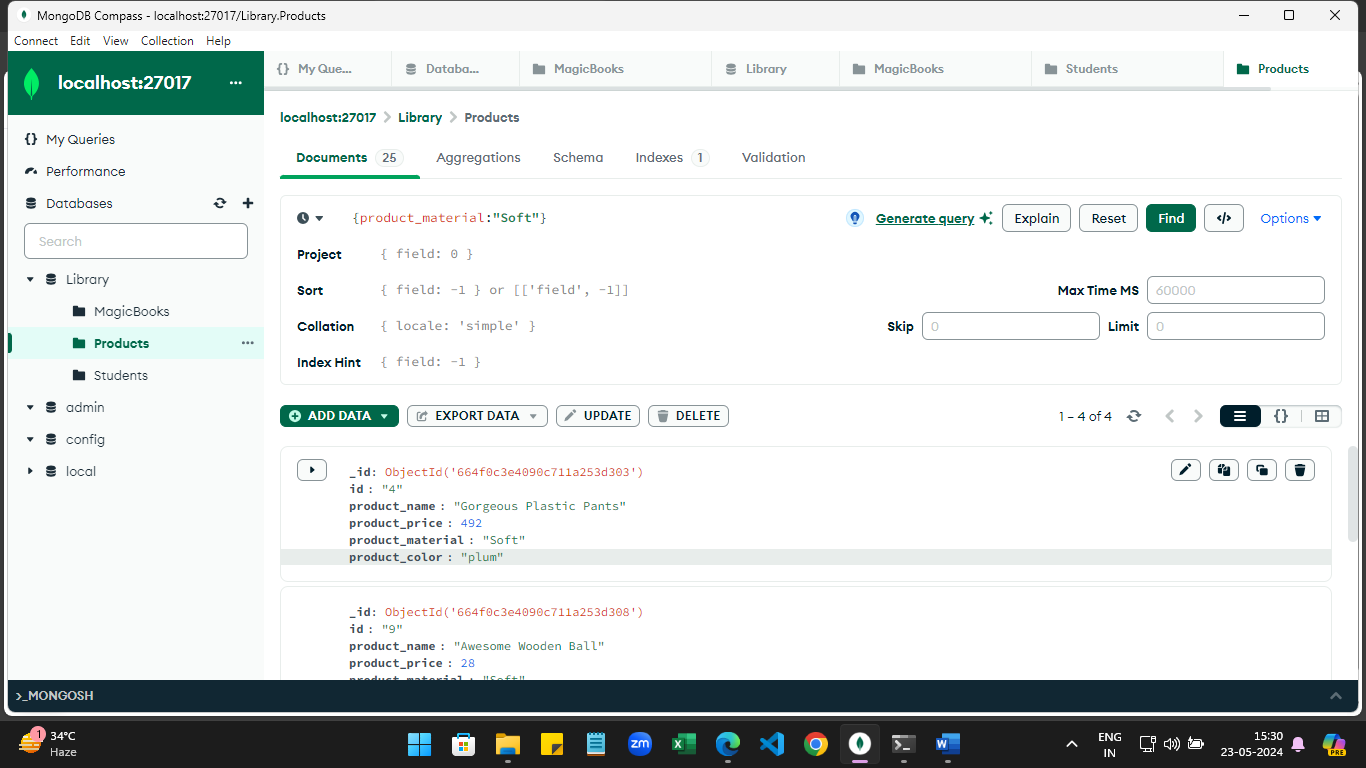 MongoDB Compass - localhost:27017/Library.Products
Connect Edit View Collection Help
localhost:27017 ...
My Que... Databa... MagicBooks Library MagicBooks Students Products
localhost:27017 > Library > Products
{} My Queries
Performance
Databases
Search
Library
MagicBooks
Products ...
Students
admin
config
local
Documents 25 Aggregations Schema Indexes 1 Validation
{product_material:"Soft"} Generate query Explain Reset Find </> Options
Project { field: 0 }
Sort { field: -1 } or [['field', -1]] Max Time MS 60000
Collation { locale: 'simple' } Skip 0 Limit 0
Index Hint { field: -1 }
ADD DATA EXPORT DATA UPDATE DELETE 1 – 4 of 4 {}
_id: ObjectId('664f0c3e4090c711a253d303')
id : "4"
product_name : "Gorgeous Plastic Pants"
product_price : 492
product_material : "Soft"
product_color : "plum"
_id: ObjectId('664f0c3e4090c711a253d308')
id : "9"
product_name : "Awesome Wooden Ball"
product_price : 28
product_material : "Soft"
>_MONGOSH
1 34°C
Haze
zm
ENG
IN
15:30
23-05-2024
PRE